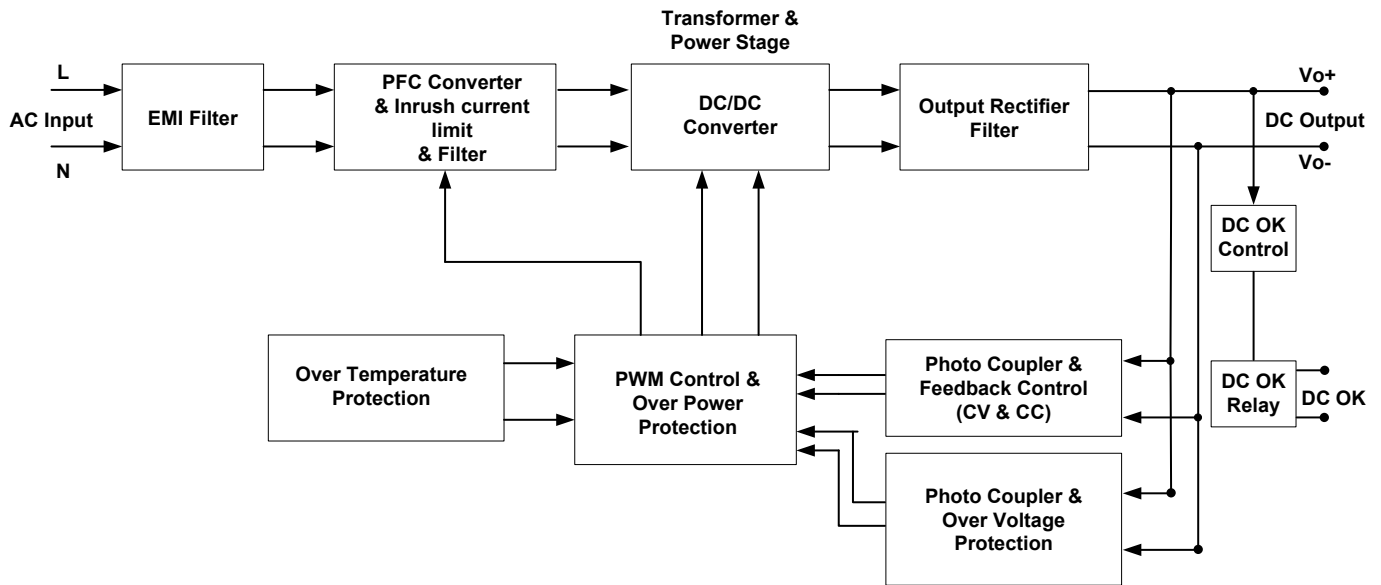 Transformer &
Power Stage
L
AC Input
N
EMI Filter
PFC Converter
& Inrush current
limit
& Filter
DC/DC
Converter
Output Rectifier
Filter
Vo+
DC Output
Vo-
DC OK
Control
Over Temperature
Protection
PWM Control &
Over Power
Protection
Photo Coupler &
Feedback Control
(CV & CC)
DC OK
Relay
DC OK
Photo Coupler &
Over Voltage
Protection